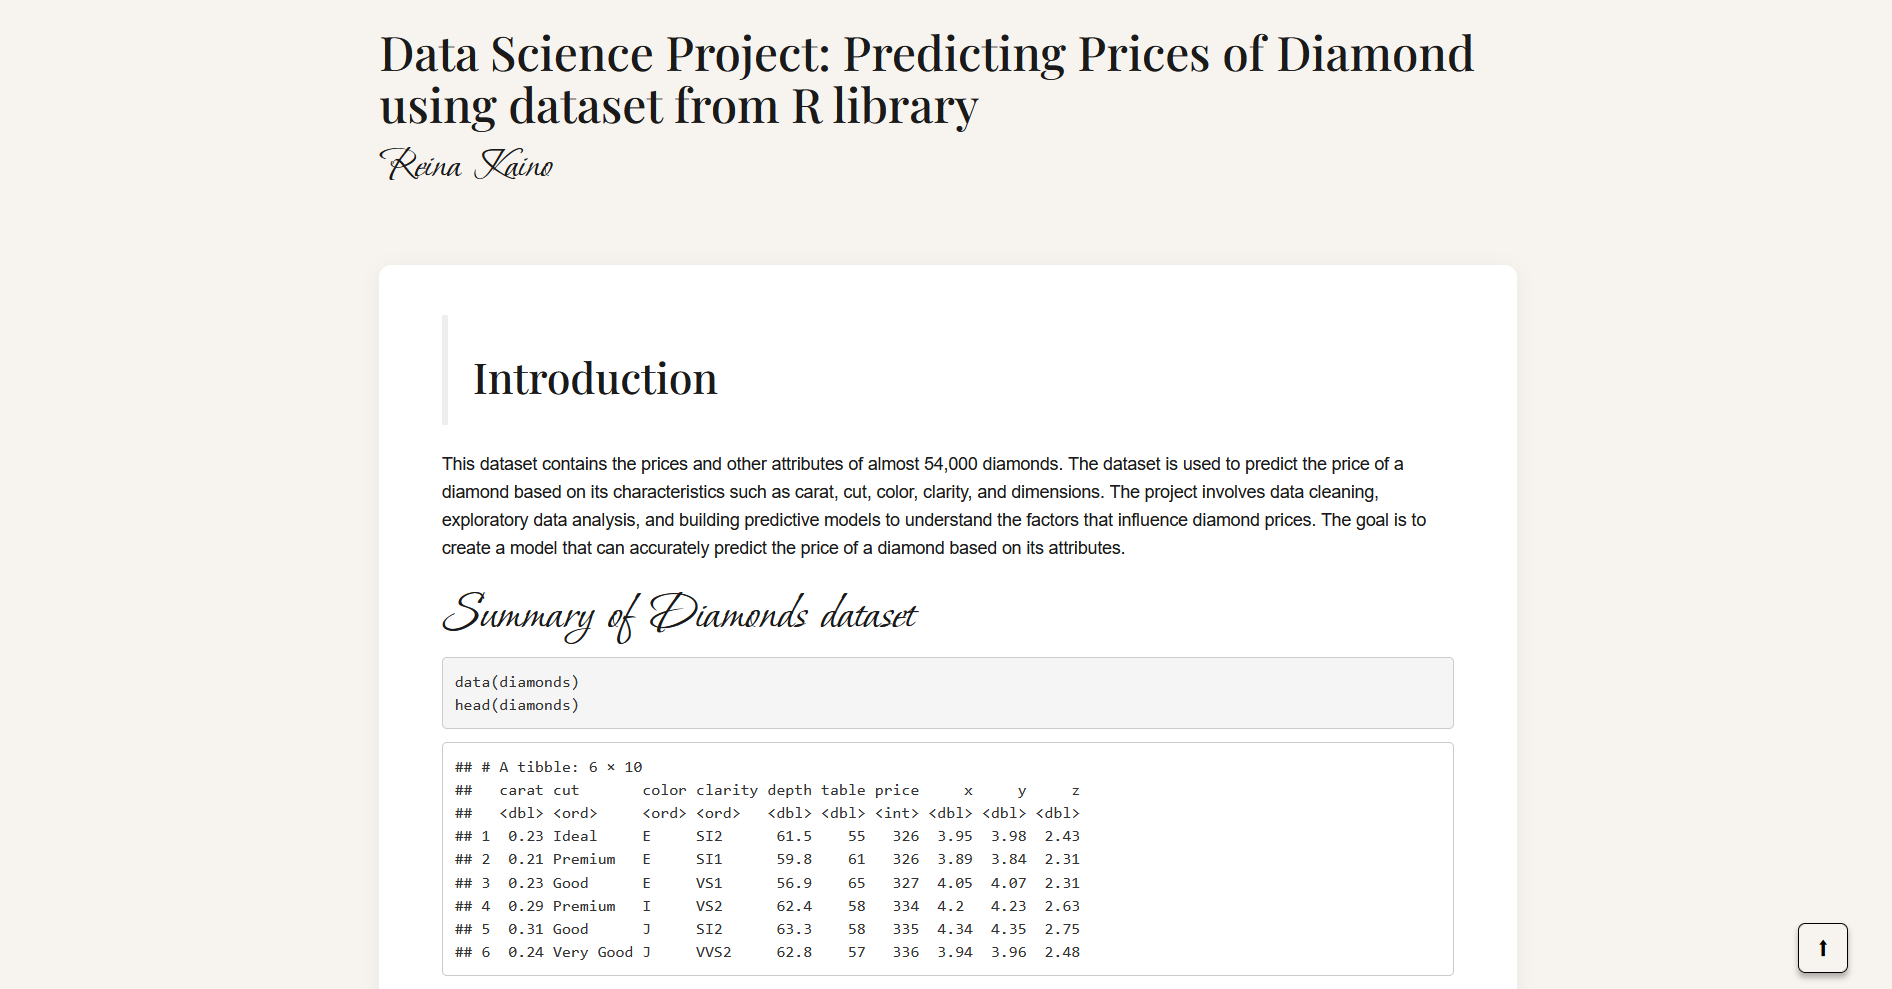 Data Science Project: Predicting Prices of Diamond
using dataset from R library
Reina Kaino
Introduction
This dataset contains the prices and other attributes of almost 54,000 diamonds. The dataset is used to predict the price of a
diamond based on its characteristics such as carat, cut, color, clarity, and dimensions. The project involves data cleaning,
exploratory data analysis, and building predictive models to understand the factors that influence diamond prices. The goal is to
create a model that can accurately predict the price of a diamond based on its attributes.
Summary of Diamonds dataset
data(diamonds)
head(diamonds)
## # A tibble: 6 × 10
##   carat cut       color clarity depth table price     x     y     z
##   <dbl> <ord>     <ord> <ord>   <dbl> <dbl> <int> <dbl> <dbl> <dbl>
## 1  0.23 Ideal     E     SI2      61.5    55   326  3.95  3.98  2.43
## 2  0.21 Premium   E     SI1      59.8    61   326  3.89  3.84  2.31
## 3  0.23 Good      E     VS1      56.9    65   327  4.05  4.07  2.31
## 4  0.29 Premium   I     VS2      62.4    58   334  4.2   4.23  2.63
## 5  0.31 Good      J     SI2      63.3    58   335  4.34  4.35  2.75
## 6  0.24 Very Good J     VVS2     62.8    57   336  3.94  3.96  2.48